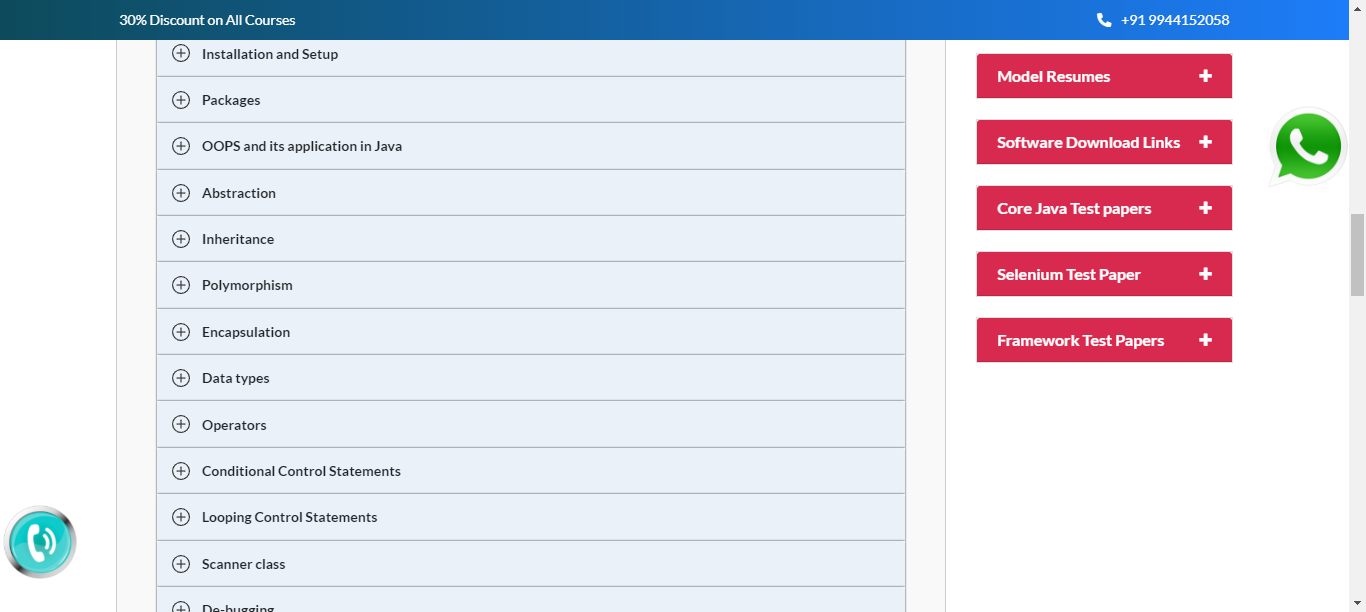 30% Discount on All Courses
+91 9944152058
Installation and Setup
Packages
OOPS and its application in Java
Abstraction
Inheritance
Polymorphism
Encapsulation
Data types
Operators
Conditional Control Statements
Looping Control Statements
Scanner class
De-bugging
Model Resumes
Software Download Links
Core Java Test papers
Selenium Test Paper
Framework Test Papers